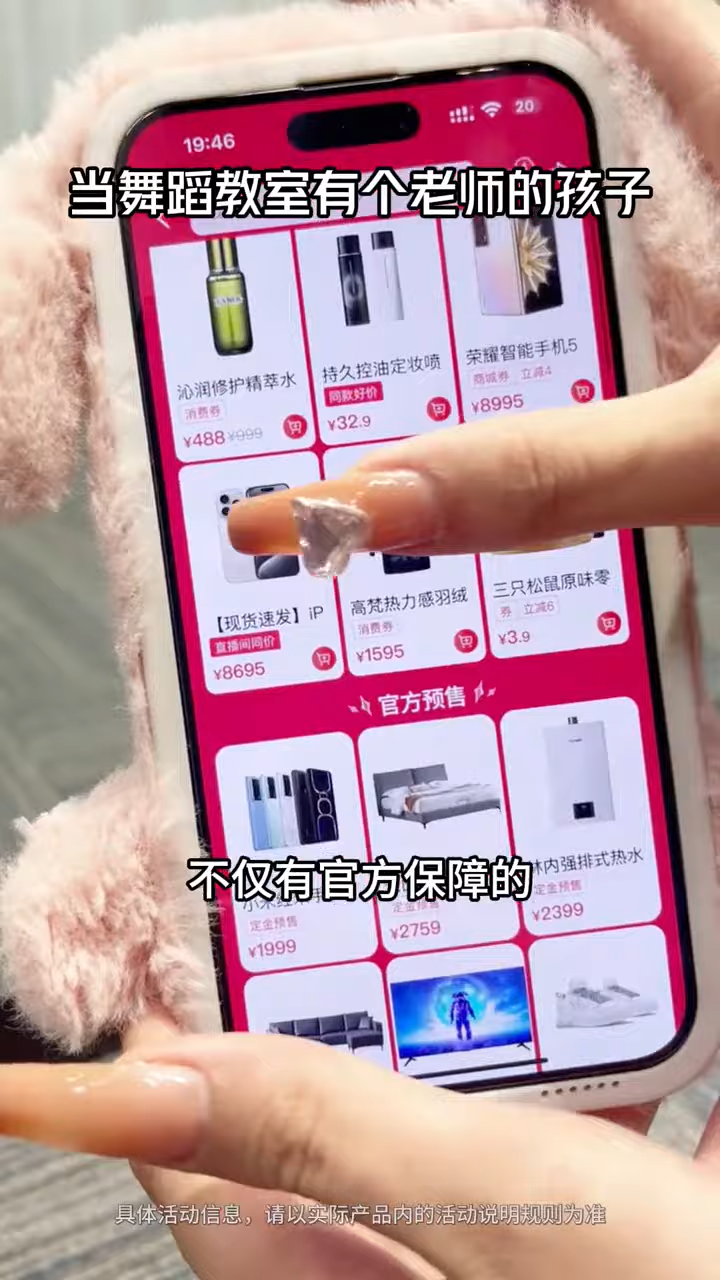 19:46
20
当舞蹈教室有个老师的孩子
沁润修护精萃水
消费券
¥488 ¥999
持久控油定妆喷
同款好价
¥32.9
荣耀智能手机5
商城券 立减4
¥8995
【现货速发】iP
直播间同价
¥8695
高梵热力感羽绒
消费券
¥1595
三只松鼠原味零
券 立减6
¥3.9
官方预售
不仅有官方保障的
定金预售
¥1999
定金预售
¥2759
林内强排式热水
定金预售
¥2399
具体活动信息，请以实际产品内的活动说明规则为准